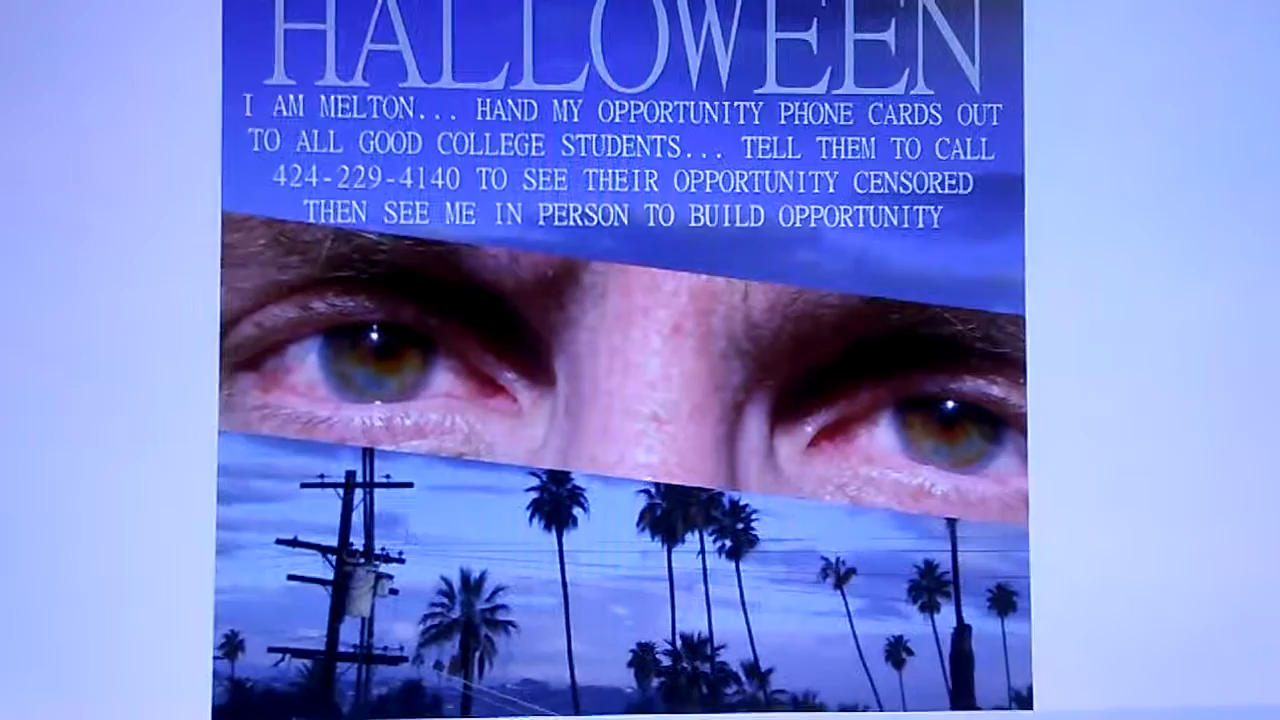 HALLOWEEN
I AM MELTON... HAND MY OPPORTUNITY PHONE CARDS OUT
TO ALL GOOD COLLEGE STUDENTS... TELL THEM TO CALL
424-229-4140 TO SEE THEIR OPPORTUNITY CENSORED
THEN SEE ME IN PERSON TO BUILD OPPORTUNITY